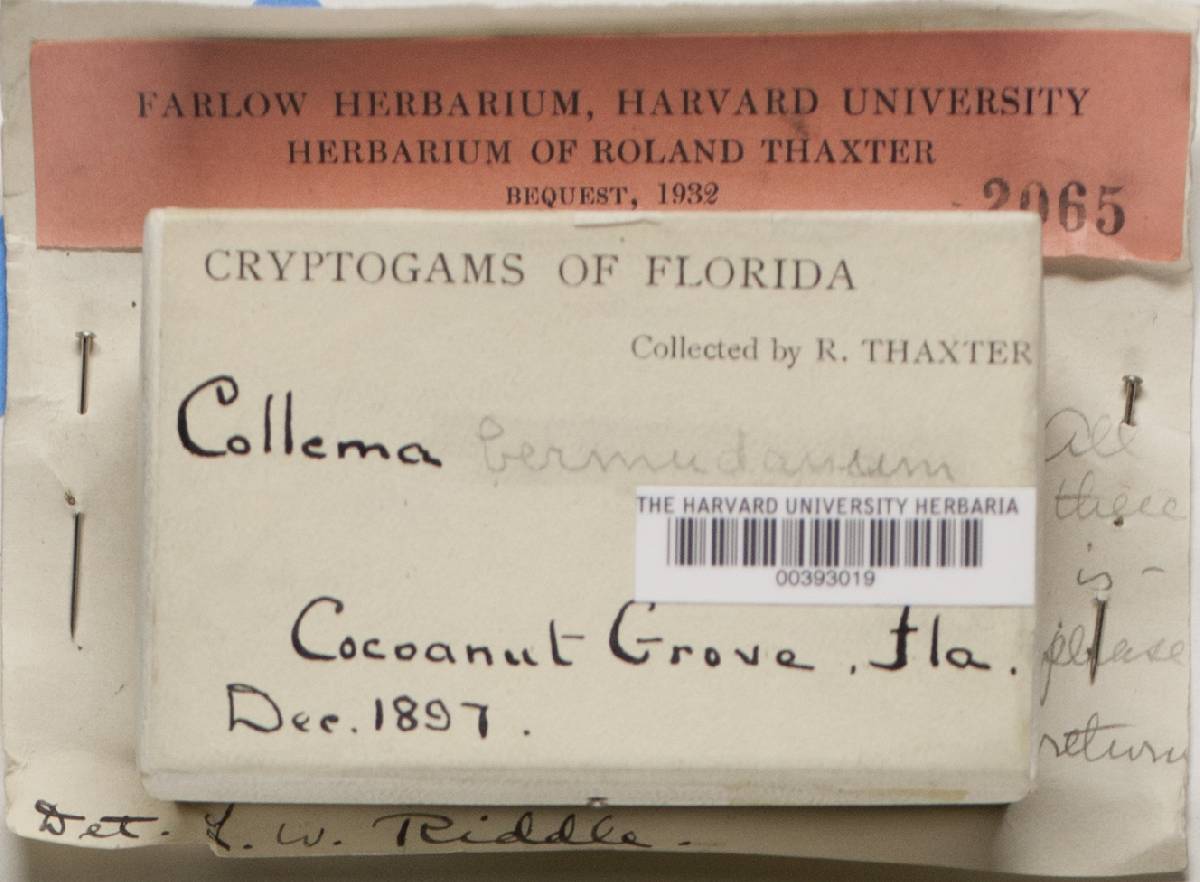 FARLOW HERBARIUM, HARVARD UNIVERSITY
HERBARIUM OF ROLAND THAXTER
BEQUEST, 1932
2065
CRYPTOGAMS OF FLORIDA
Collected by R. THAXTER
Collema bermudanum
THE HARVARD UNIVERSITY HERBARIA
00393019
Cocoanut Grove, Fla.
Dec. 1897.
All
there
is -
please
return
Det. L. W. Riddle.